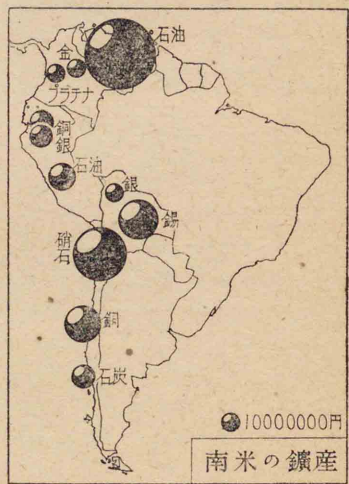 石油
金
プラチナ
銅
銀
石油
銀
錫
硝石
銅
石炭
10000000円
南米の鑛産